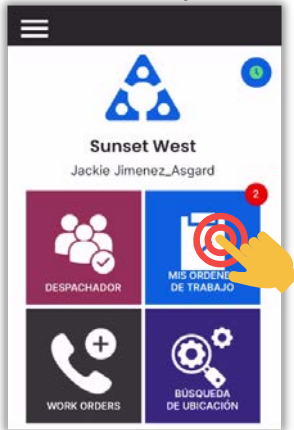 Sunset West
Jackie Jimenez_Asgard
2
DESPACHADOR
MIS ORDENES
DE TRABAJO
WORK ORDERS
BÚSQUEDA
DE UBICACIÓN